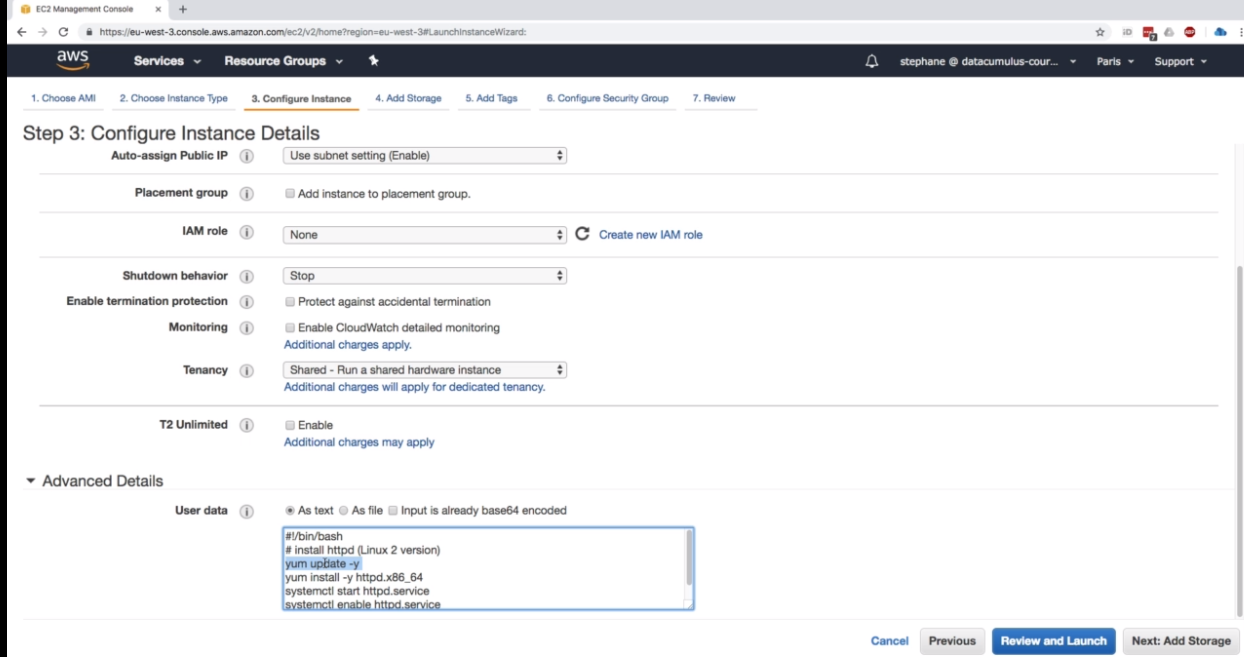 EC2 Management Console
https://eu-west-3.console.aws.amazon.com/ec2/v2/home?region=eu-west-3#LaunchInstanceWizard:
aws Services Resource Groups stephane @ datacumulus-cour... Paris Support
1. Choose AMI 2. Choose Instance Type 3. Configure Instance 4. Add Storage 5. Add Tags 6. Configure Security Group 7. Review
Step 3: Configure Instance Details
Auto-assign Public IP Use subnet setting (Enable)
Placement group Add instance to placement group.
IAM role None Create new IAM role
Shutdown behavior Stop
Enable termination protection Protect against accidental termination
Monitoring Enable CloudWatch detailed monitoring
Additional charges apply.
Tenancy Shared - Run a shared hardware instance
Additional charges will apply for dedicated tenancy.
T2 Unlimited Enable
Additional charges may apply
Advanced Details
User data As text As file Input is already base64 encoded
#!/bin/bash
# install httpd (Linux 2 version)
yum update -y
yum install -y httpd.x86_64
systemctl start httpd.service
systemctl enable httpd.service
Cancel Previous Review and Launch Next: Add Storage